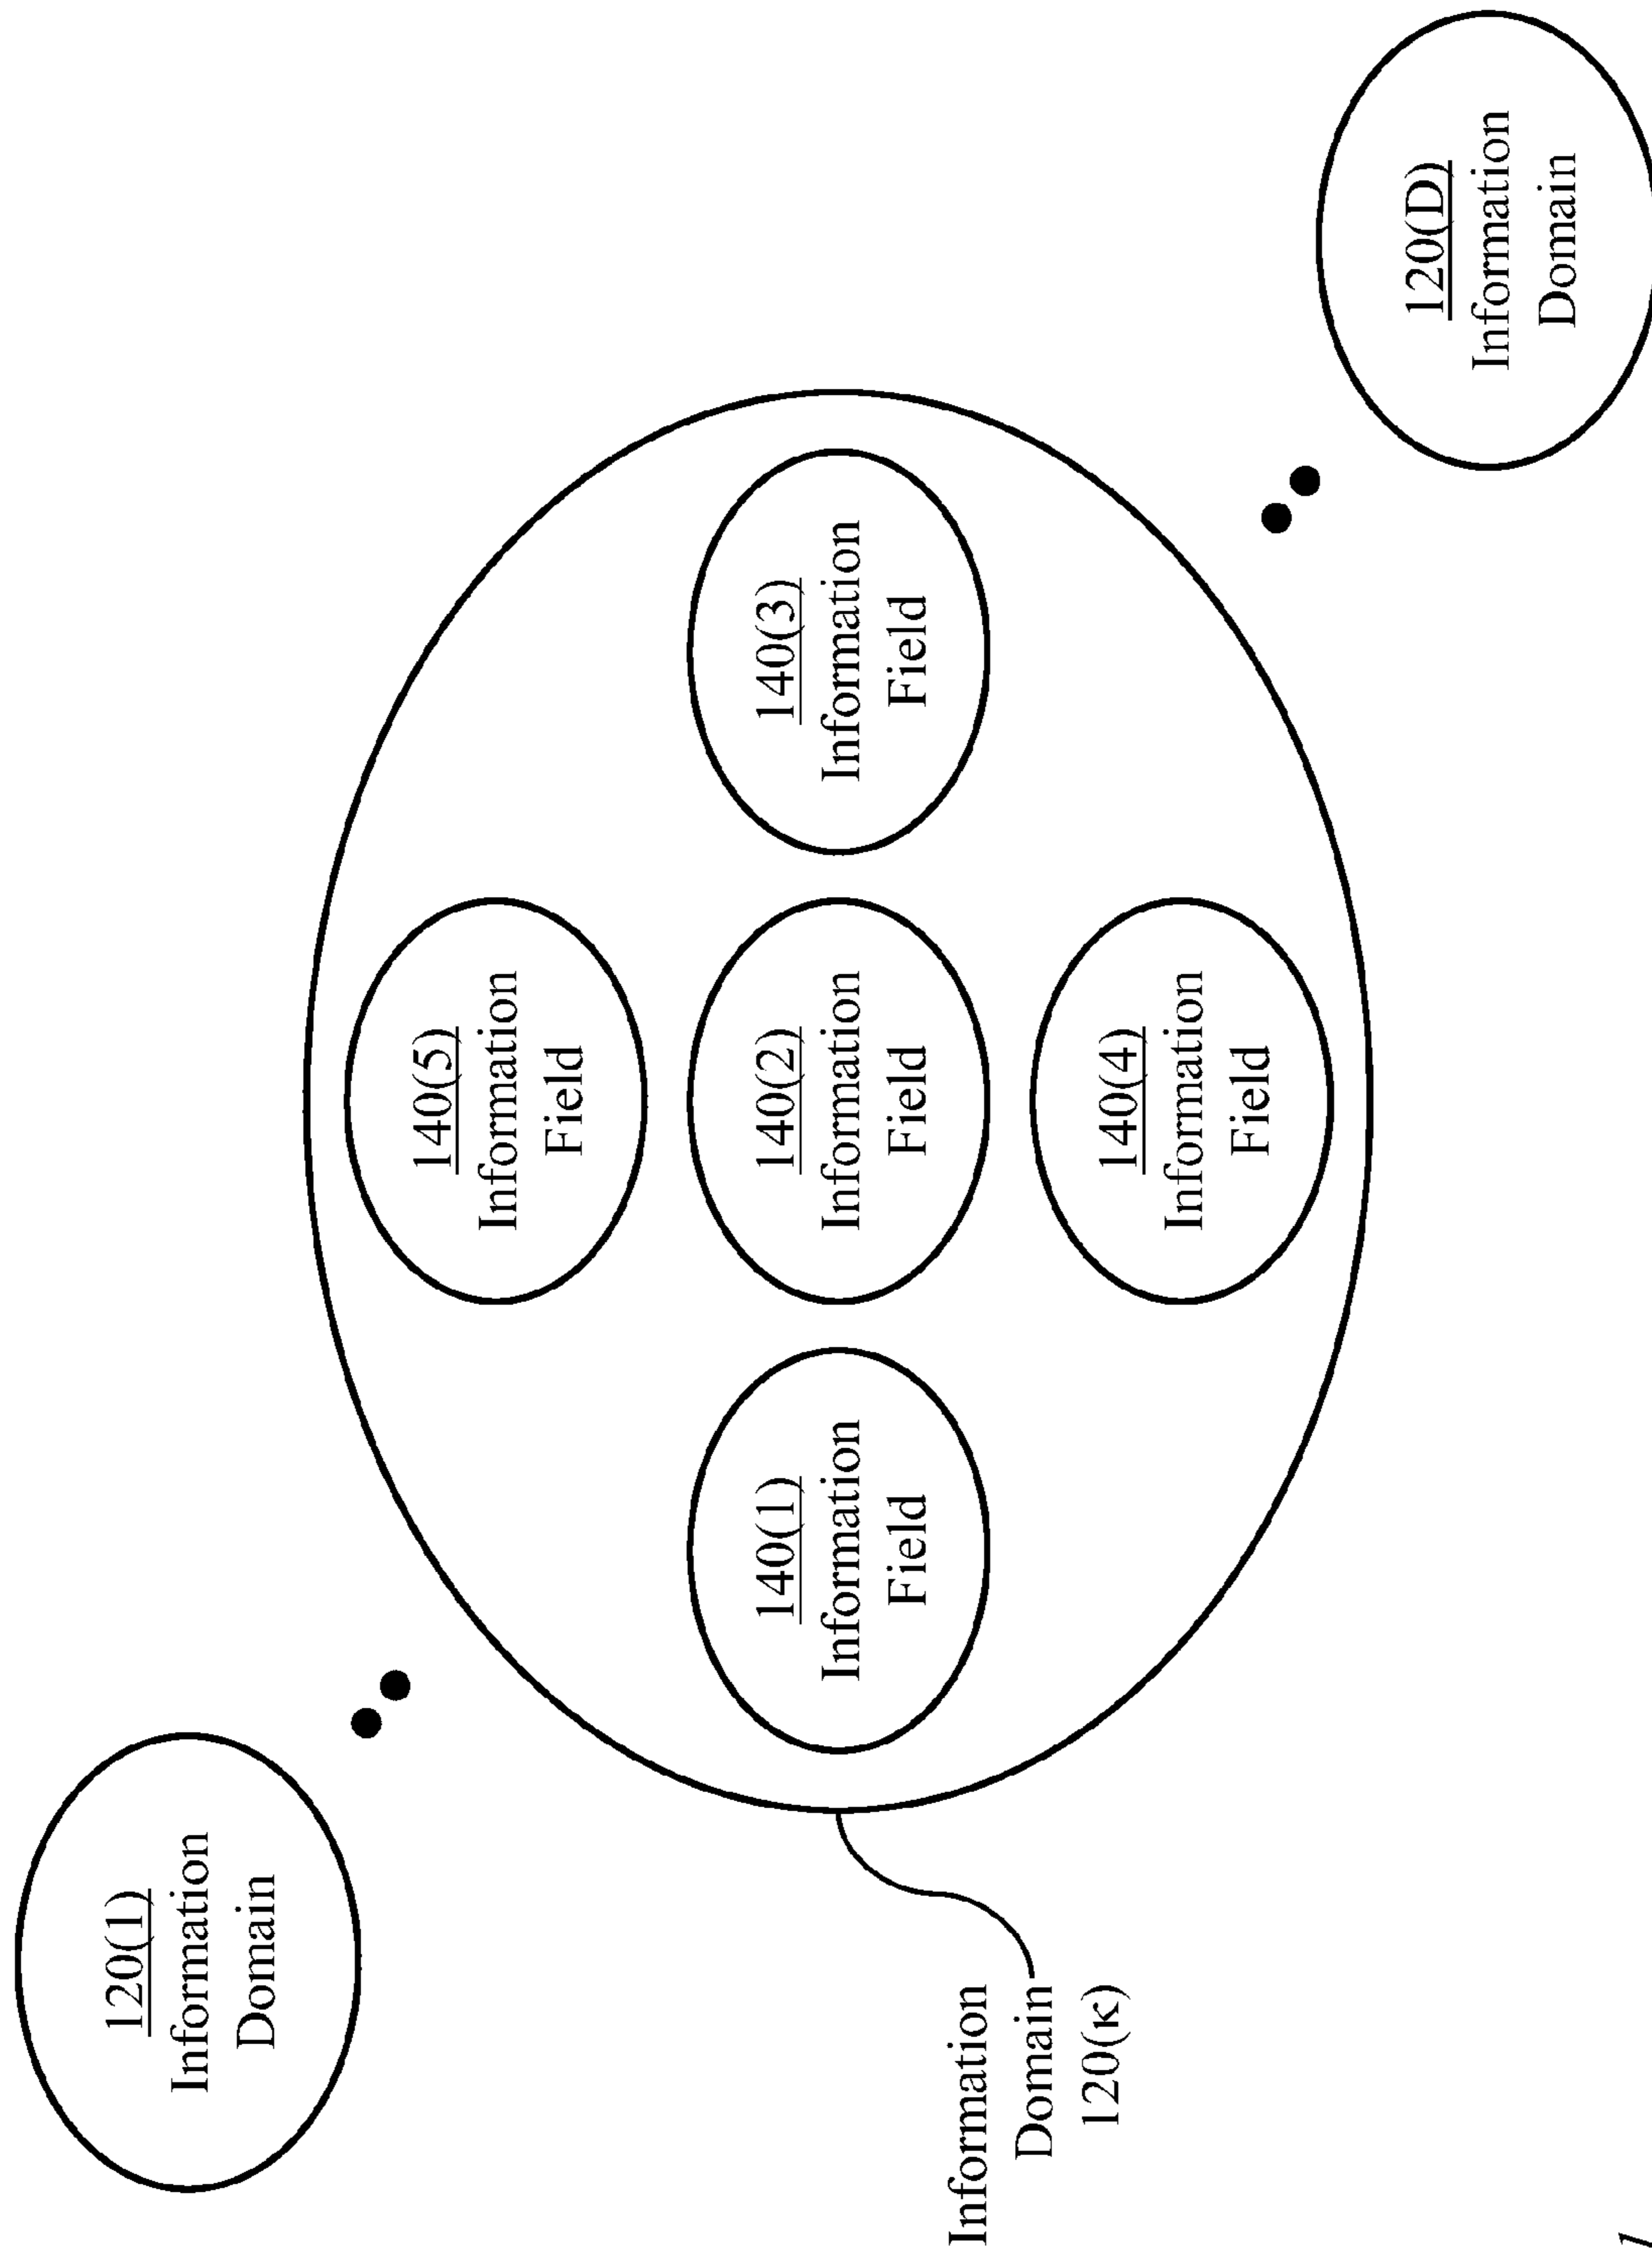 120(1)
Information
Domain
140(5)
Information
Field
140(1)
Information
Field
140(2)
Information
Field
140(3)
Information
Field
Information
Domain
120(κ)
140(4)
Information
Field
120(D)
Information
Domain